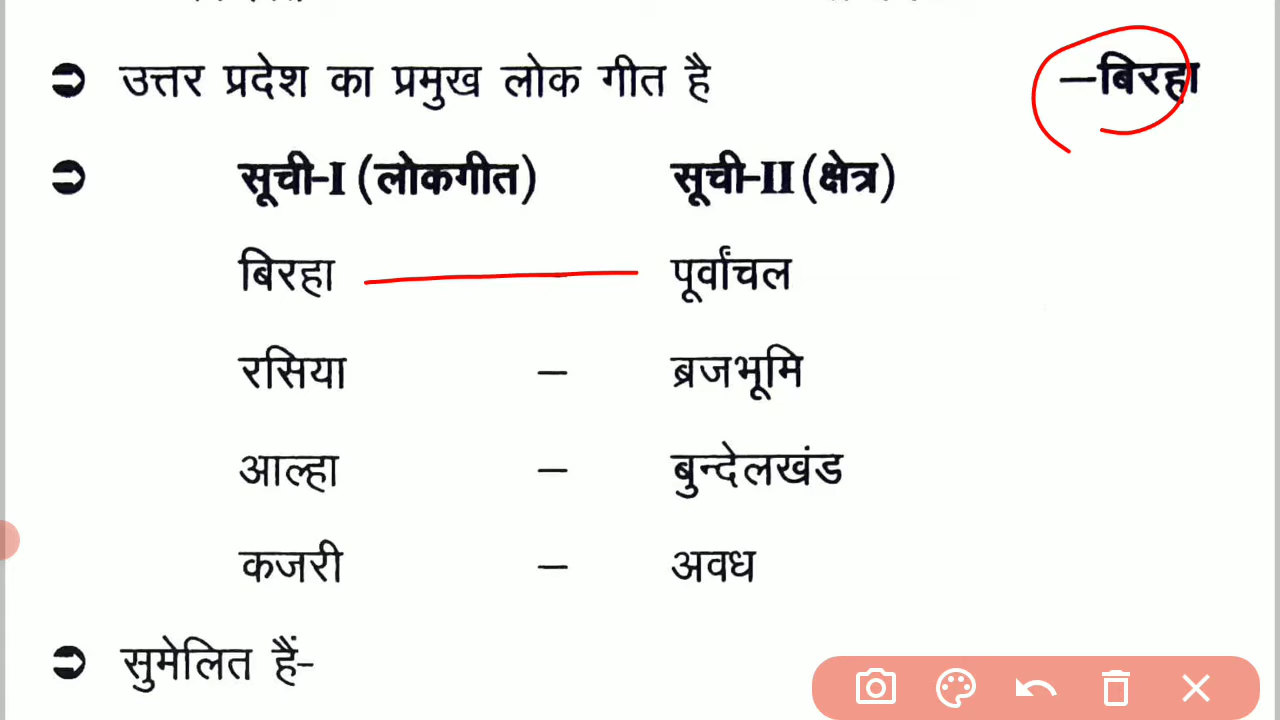 उत्तर प्रदेश का प्रमुख लोक गीत है –बिरहा
सूची-I (लोकगीत) सूची-II (क्षेत्र)
बिरहा पूर्वांचल
रसिया – ब्रजभूमि
आल्हा – बुन्देलखंड
कजरी – अवध
सुमेलित हैं-